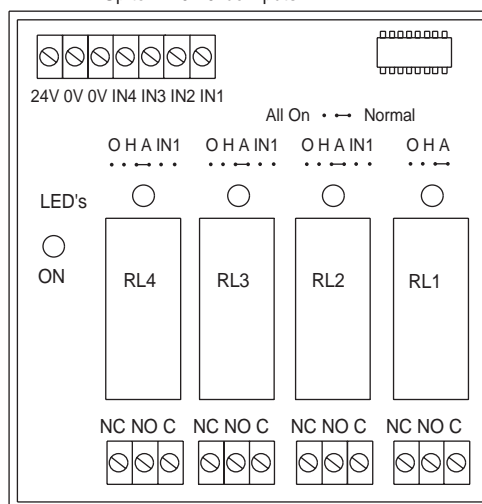 24V 0V 0V IN4 IN3 IN2 IN1
All On Normal
O H A IN1 O H A IN1 O H A IN1 O H A
LED's
ON
RL4 RL3 RL2 RL1
NC NO C NC NO C NC NO C NC NO C